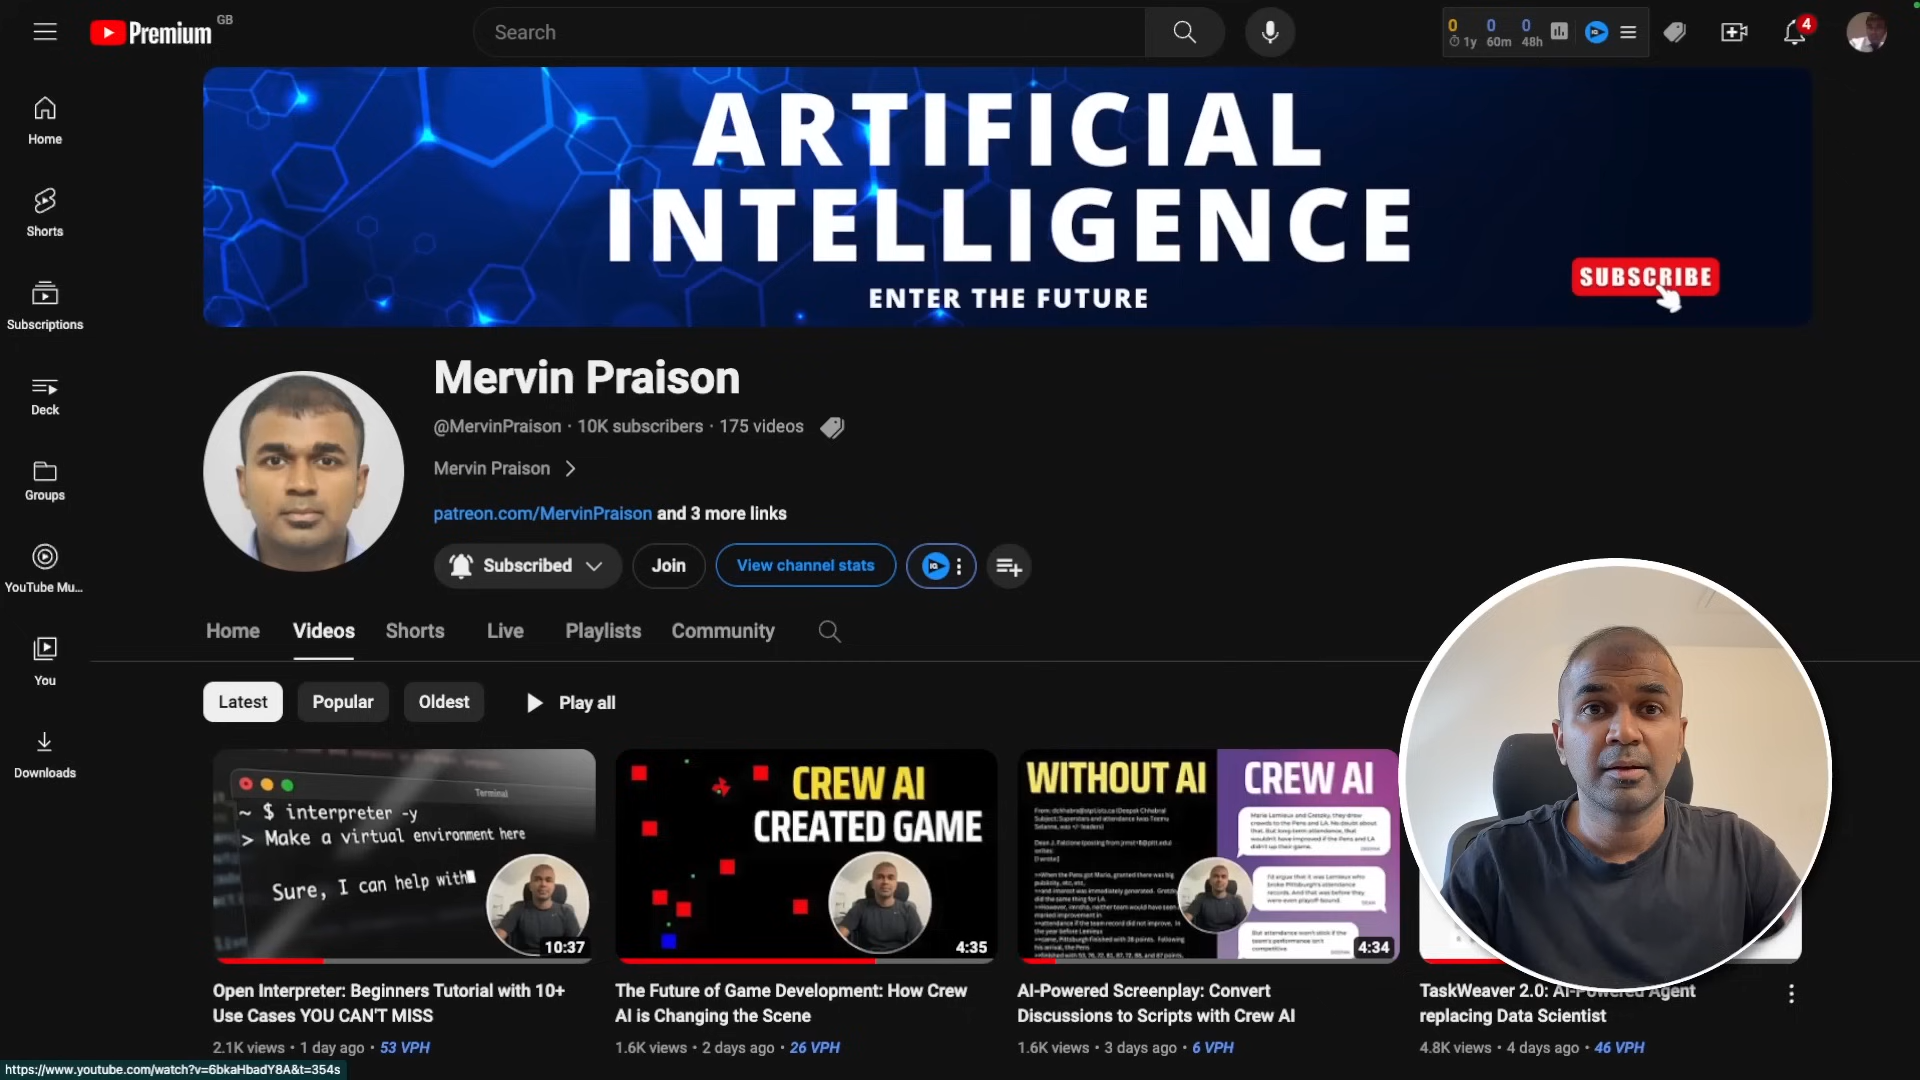 Premium GB
Search
0 0 0
1y 60m 48h
4
Home
Shorts
Subscriptions
Deck
Groups
YouTube Mu...
You
Downloads
ARTIFICIAL
INTELLIGENCE
ENTER THE FUTURE
SUBSCRIBE
Mervin Praison
@MervinPraison · 10K subscribers · 175 videos
Mervin Praison
patreon.com/MervinPraison and 3 more links
Subscribed Join View channel stats
Home Videos Shorts Live Playlists Community
Latest Popular Oldest Play all
Terminal
~ $ interpreter -y
> Make a virtual environment here
Sure, I can help with
10:37
CREW AI
CREATED GAME
4:35
WITHOUT AI CREW AI
4:34
Open Interpreter: Beginners Tutorial with 10+
Use Cases YOU CAN'T MISS
2.1K views • 1 day ago • 53 VPH
The Future of Game Development: How Crew
AI is Changing the Scene
1.6K views • 2 days ago • 26 VPH
AI-Powered Screenplay: Convert
Discussions to Scripts with Crew AI
1.6K views • 3 days ago • 6 VPH
TaskWeaver 2.0: AI-Powered Agent
replacing Data Scientist
4.8K views • 4 days ago • 46 VPH
https://www.youtube.com/watch?v=6bkaHbadY8A&t=354s